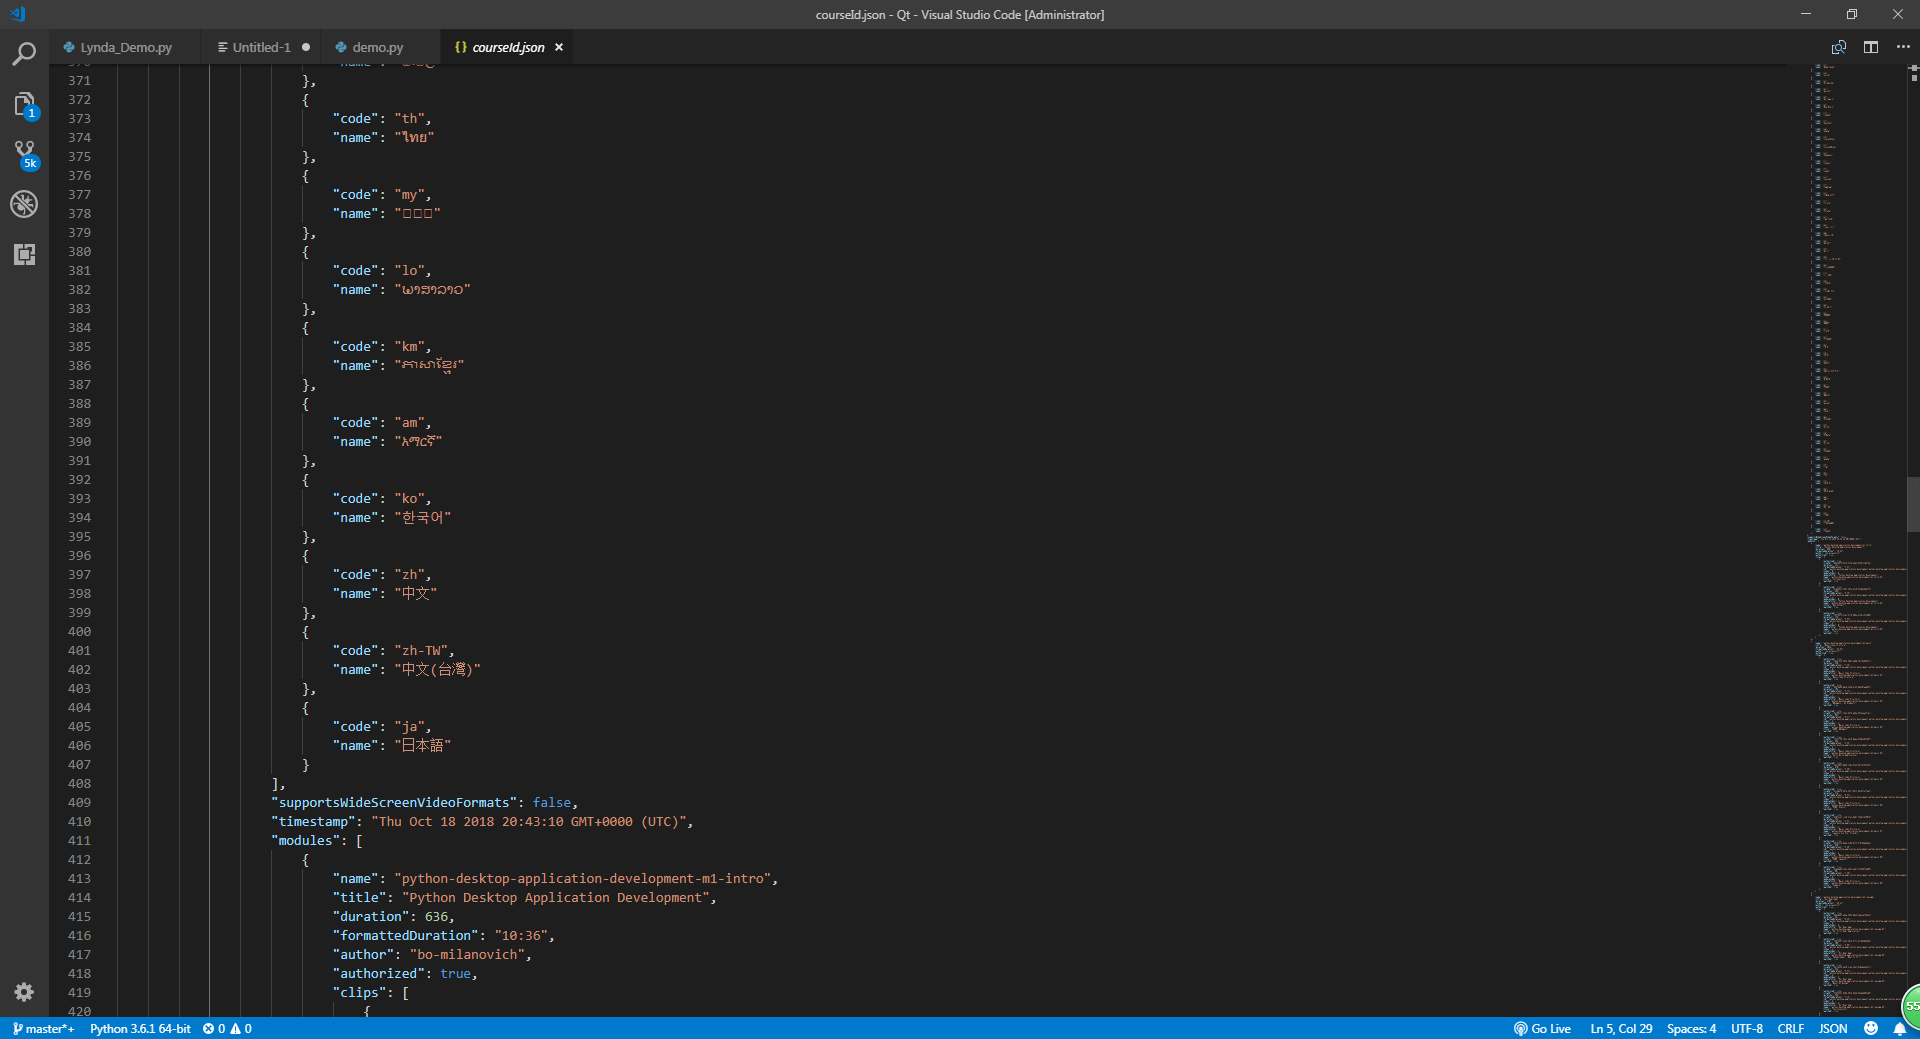 courseId.json - Qt - Visual Studio Code [Administrator]
Lynda_Demo.py
Untitled-1
demo.py
{} courseId.json
1
5k
371 },
372 {
373 "code": "th",
374 "name": "ไทย"
375 },
376 {
377 "code": "my",
378 "name": "□□□"
379 },
380 {
381 "code": "lo",
382 "name": "ພາສາລາວ"
383 },
384 {
385 "code": "km",
386 "name": "ភាសាខ្មែរ"
387 },
388 {
389 "code": "am",
390 "name": "አማርኛ"
391 },
392 {
393 "code": "ko",
394 "name": "한국어"
395 },
396 {
397 "code": "zh",
398 "name": "中文"
399 },
400 {
401 "code": "zh-TW",
402 "name": "中文(台灣)"
403 },
404 {
405 "code": "ja",
406 "name": "日本語"
407 }
408 ],
409 "supportsWideScreenVideoFormats": false,
410 "timestamp": "Thu Oct 18 2018 20:43:10 GMT+0000 (UTC)",
411 "modules": [
412 {
413 "name": "python-desktop-application-development-m1-intro",
414 "title": "Python Desktop Application Development",
415 "duration": 636,
416 "formattedDuration": "10:36",
417 "author": "bo-milanovich",
418 "authorized": true,
419 "clips": [
420 {
55
master*+ Python 3.6.1 64-bit 0 0 Go Live Ln 5, Col 29 Spaces: 4 UTF-8 CRLF JSON